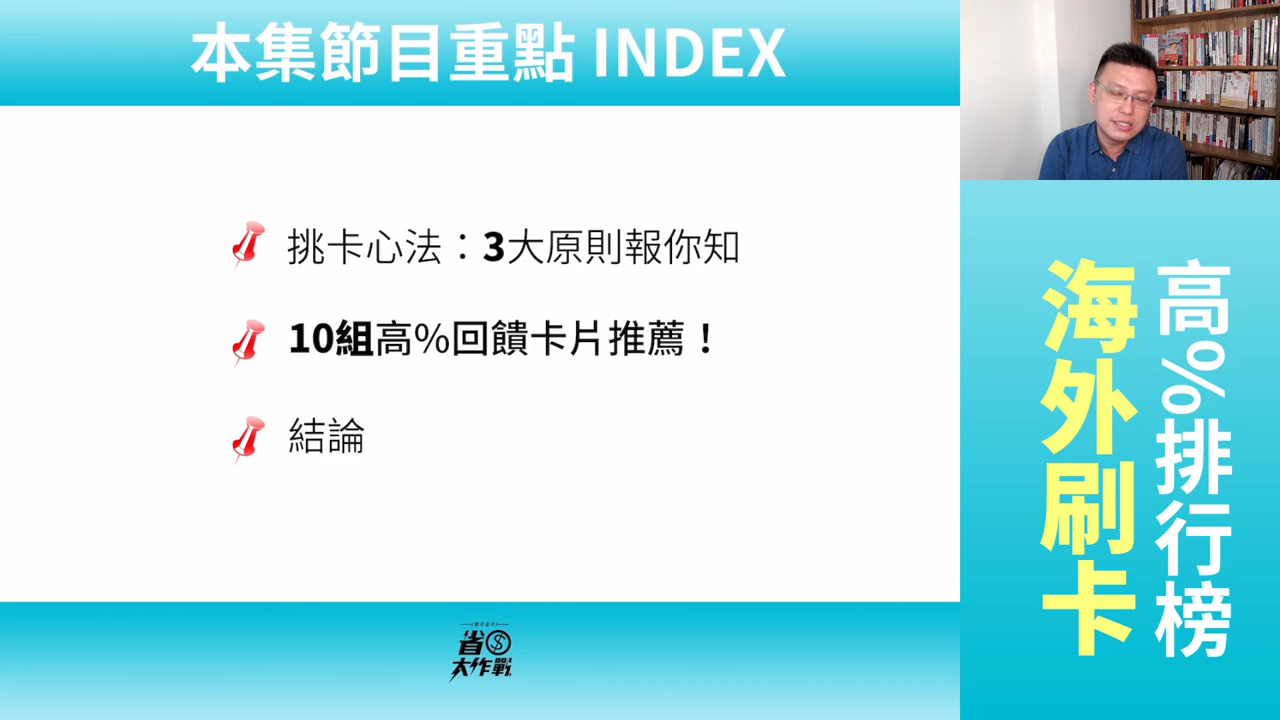 本集節目重點 INDEX
挑卡心法：3大原則報你知
10組高%回饋卡片推薦！
結論
省$
大作戰
高%排行榜
海外刷卡